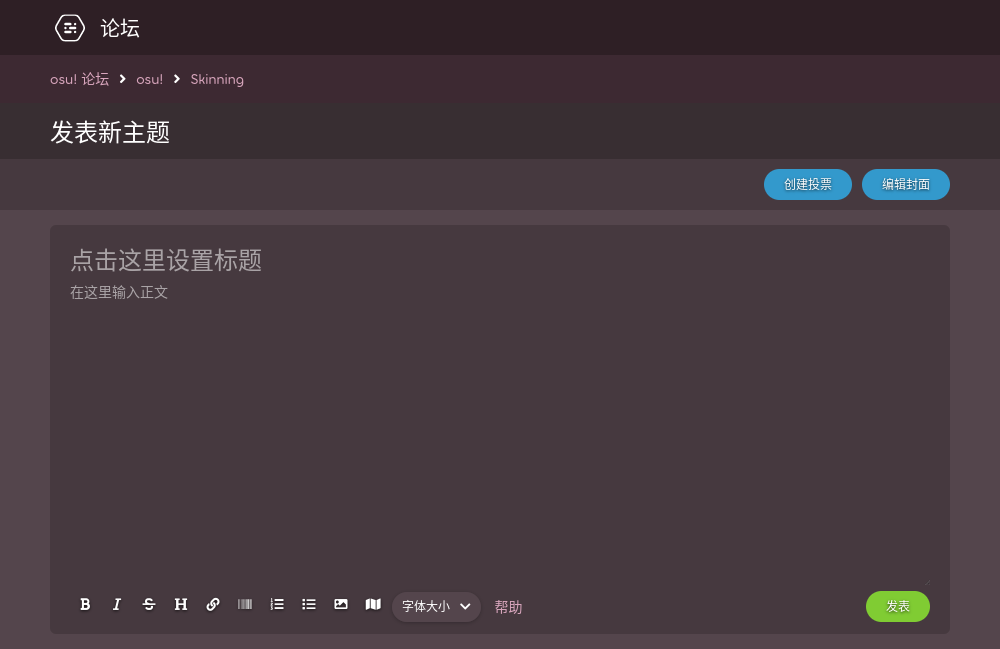 论坛
osu! 论坛 osu! Skinning
发表新主题
创建投票 编辑封面
点击这里设置标题
在这里输入正文
字体大小 帮助 发表